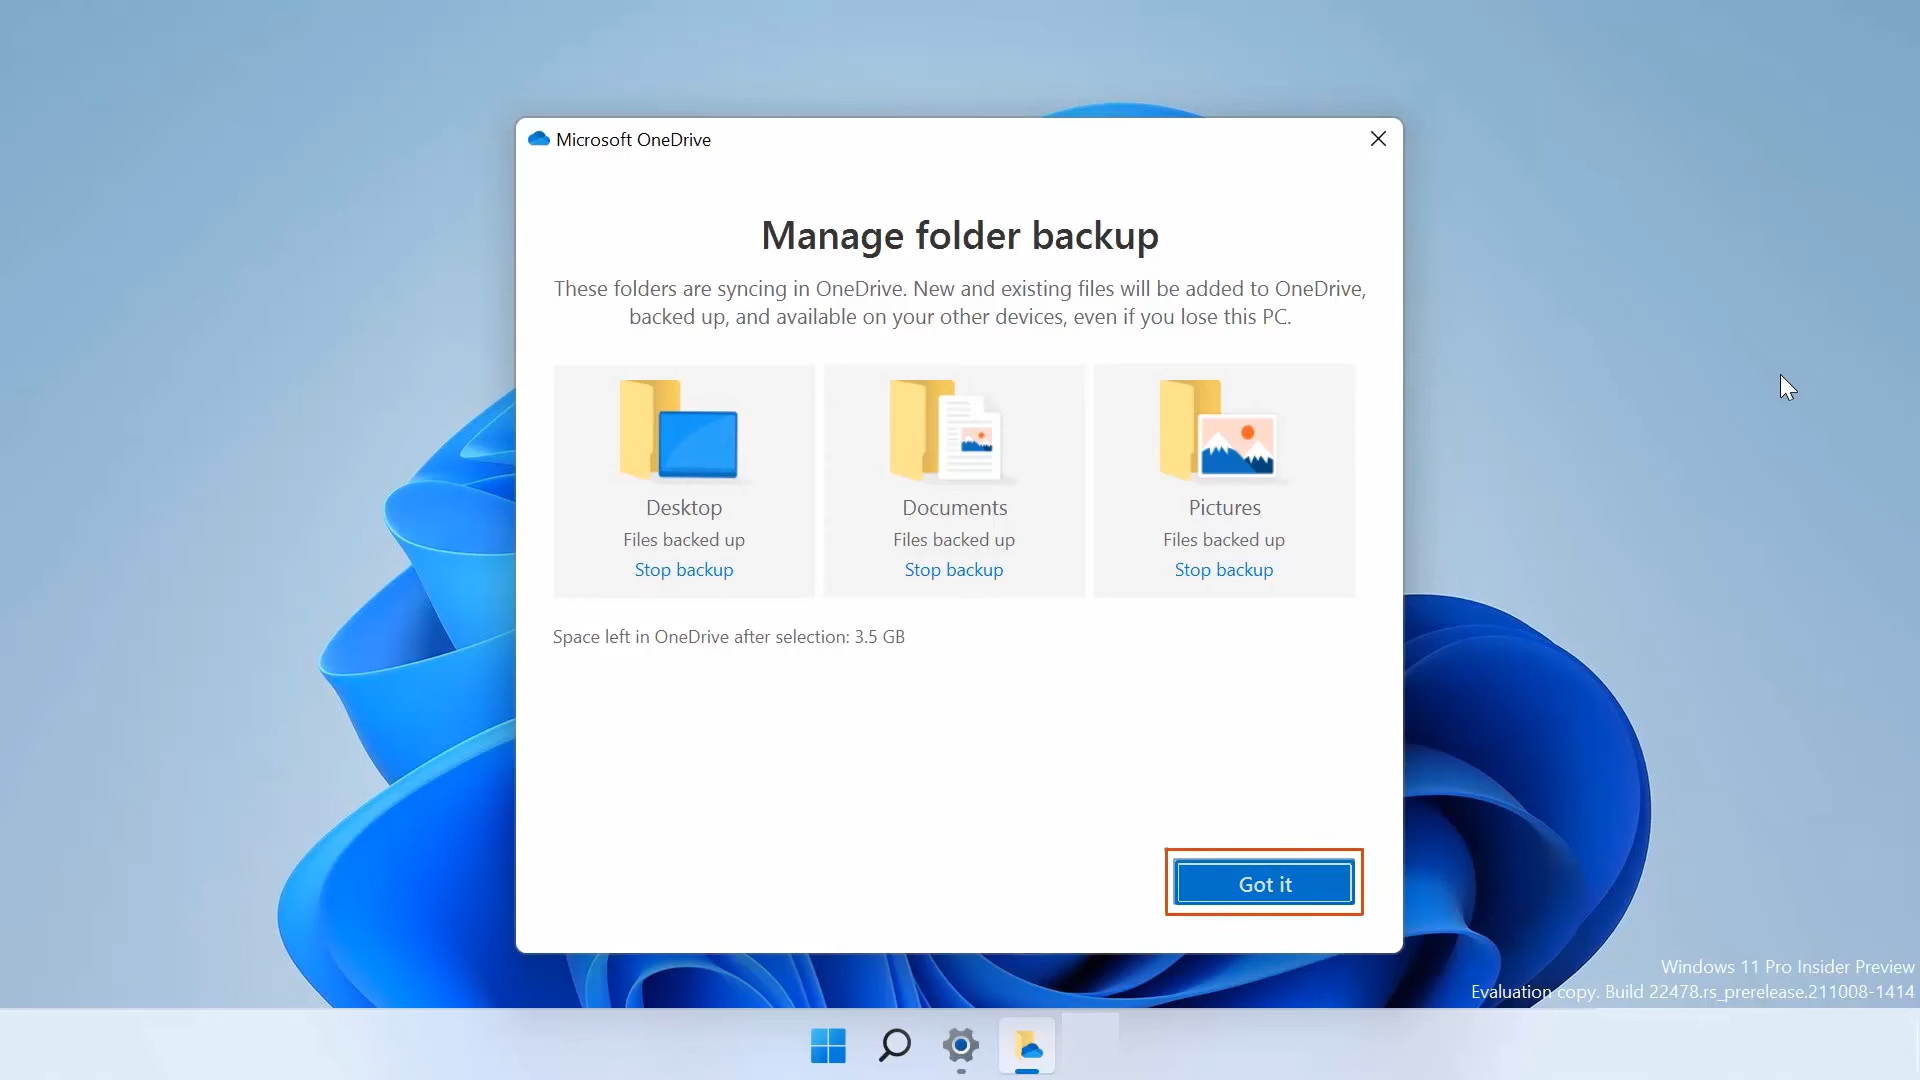 Microsoft OneDrive
Manage folder backup
These folders are syncing in OneDrive. New and existing files will be added to OneDrive,
backed up, and available on your other devices, even if you lose this PC.
Desktop
Files backed up
Stop backup
Documents
Files backed up
Stop backup
Pictures
Files backed up
Stop backup
Space left in OneDrive after selection: 3.5 GB
Got it
Windows 11 Pro Insider Preview
Evaluation copy. Build 22478.rs_prerelease.211008-1414